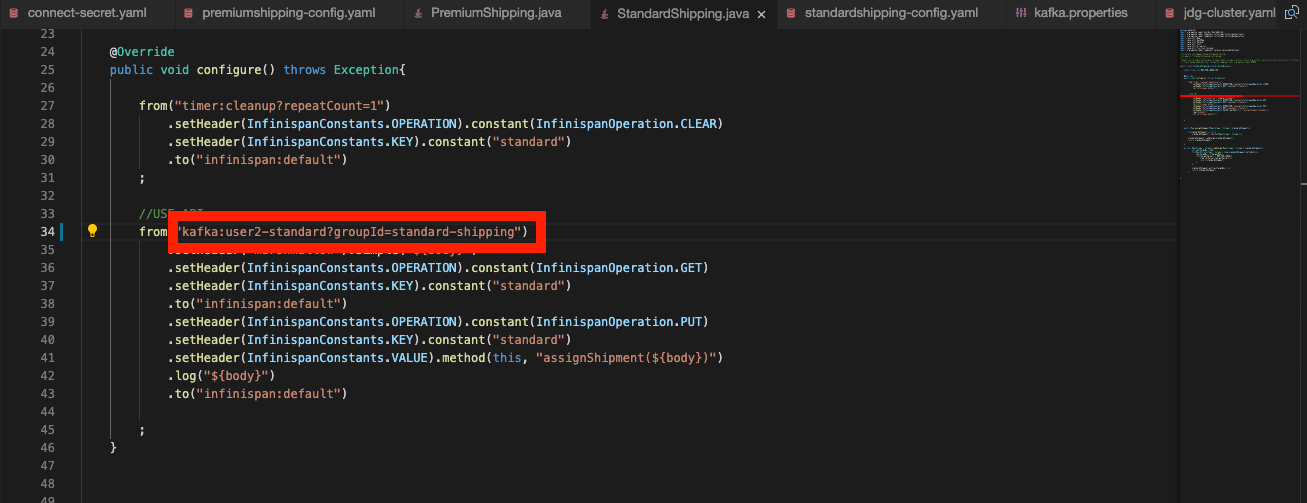 connect-secret.yaml premiumshipping-config.yaml PremiumShipping.java StandardShipping.java × standardshipping-config.yaml kafka.properties jdg-cluster.yaml
23
24 @Override
25 public void configure() throws Exception{
26
27 from("timer:cleanup?repeatCount=1")
28 .setHeader(InfinispanConstants.OPERATION).constant(InfinispanOperation.CLEAR)
29 .setHeader(InfinispanConstants.KEY).constant("standard")
30 .to("infinispan:default")
31 ;
32
33 //USE API
34 from "kafka:user2-standard?groupId=standard-shipping")
35
36 .setHeader(InfinispanConstants.OPERATION).constant(InfinispanOperation.GET)
37 .setHeader(InfinispanConstants.KEY).constant("standard")
38 .to("infinispan:default")
39 .setHeader(InfinispanConstants.OPERATION).constant(InfinispanOperation.PUT)
40 .setHeader(InfinispanConstants.KEY).constant("standard")
41 .setHeader(InfinispanConstants.VALUE).method(this, "assignShipment(${body})")
42 .log("${body}")
43 .to("infinispan:default")
44
45 ;
46 }
47
48
49